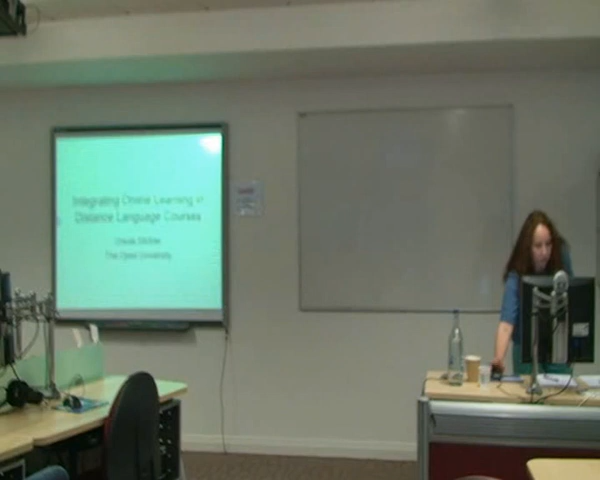 Integrating Online Learning in
Distance Language Courses
The Open University